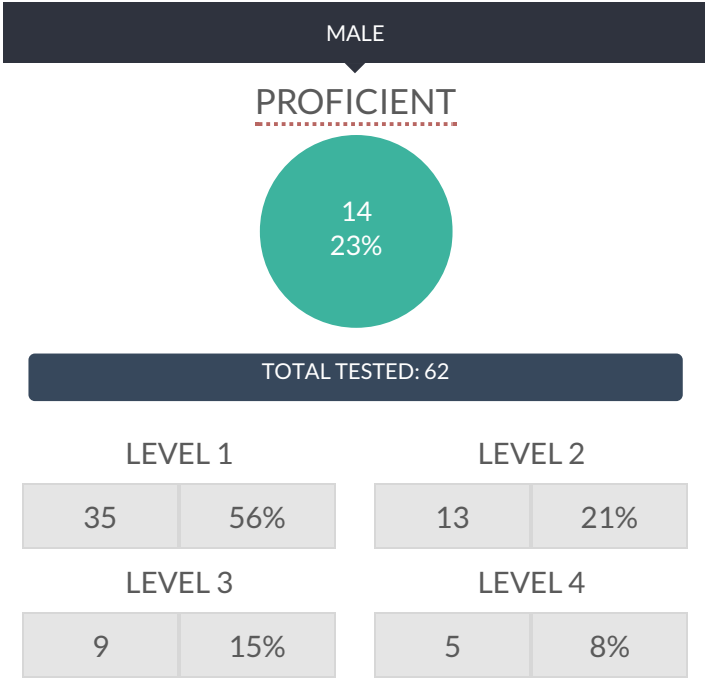 MALE
PROFICIENT
14
23%
TOTAL TESTED: 62
LEVEL 1 LEVEL 2
35 56% 13 21%
LEVEL 3 LEVEL 4
9 15% 5 8%